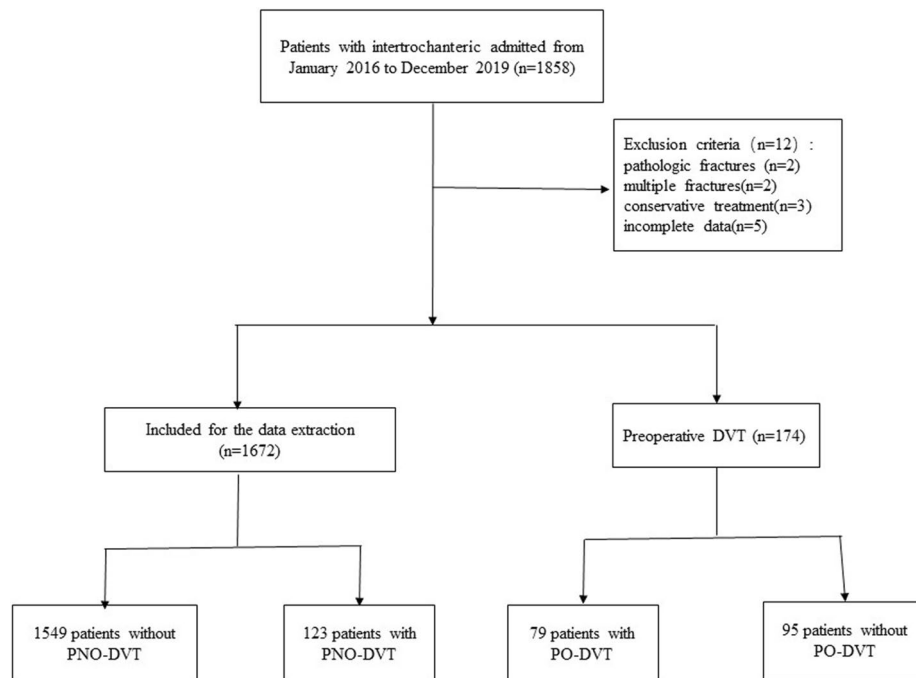 Patients with intertrochanteric admitted from
January 2016 to December 2019 (n=1858)
Exclusion criteria（n=12）:
pathologic fractures (n=2)
multiple fractures(n=2)
conservative treatment(n=3)
incomplete data(n=5)
Included for the data extraction
(n=1672)
Preoperative DVT (n=174)
1549 patients without
PNO-DVT
123 patients with
PNO-DVT
79 patients with
PO-DVT
95 patients without
PO-DVT